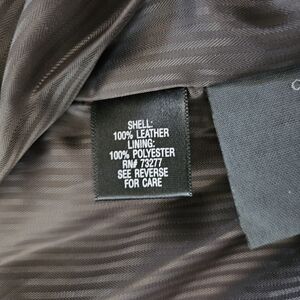 SHELL:
100% LEATHER
LINING:
100% POLYESTER
RN# 73277
SEE REVERSE
FOR CARE